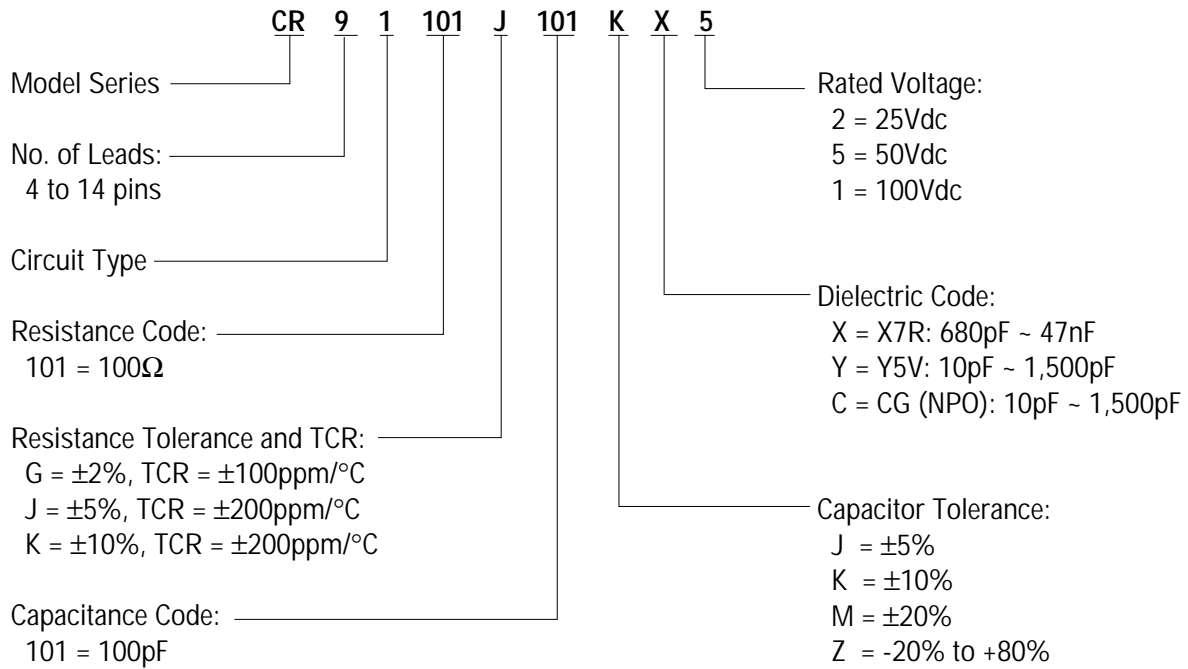 CR 9 1 101 J 101 K X 5
Model Series
No. of Leads:
4 to 14 pins
Circuit Type
Resistance Code:
101 = 100Ω
Resistance Tolerance and TCR:
G = ±2%, TCR = ±100ppm/°C
J = ±5%, TCR = ±200ppm/°C
K = ±10%, TCR = ±200ppm/°C
Capacitance Code:
101 = 100pF
Rated Voltage:
2 = 25Vdc
5 = 50Vdc
1 = 100Vdc
Dielectric Code:
X = X7R: 680pF ~ 47nF
Y = Y5V: 10pF ~ 1,500pF
C = CG (NPO): 10pF ~ 1,500pF
Capacitor Tolerance:
J = ±5%
K = ±10%
M = ±20%
Z = -20% to +80%